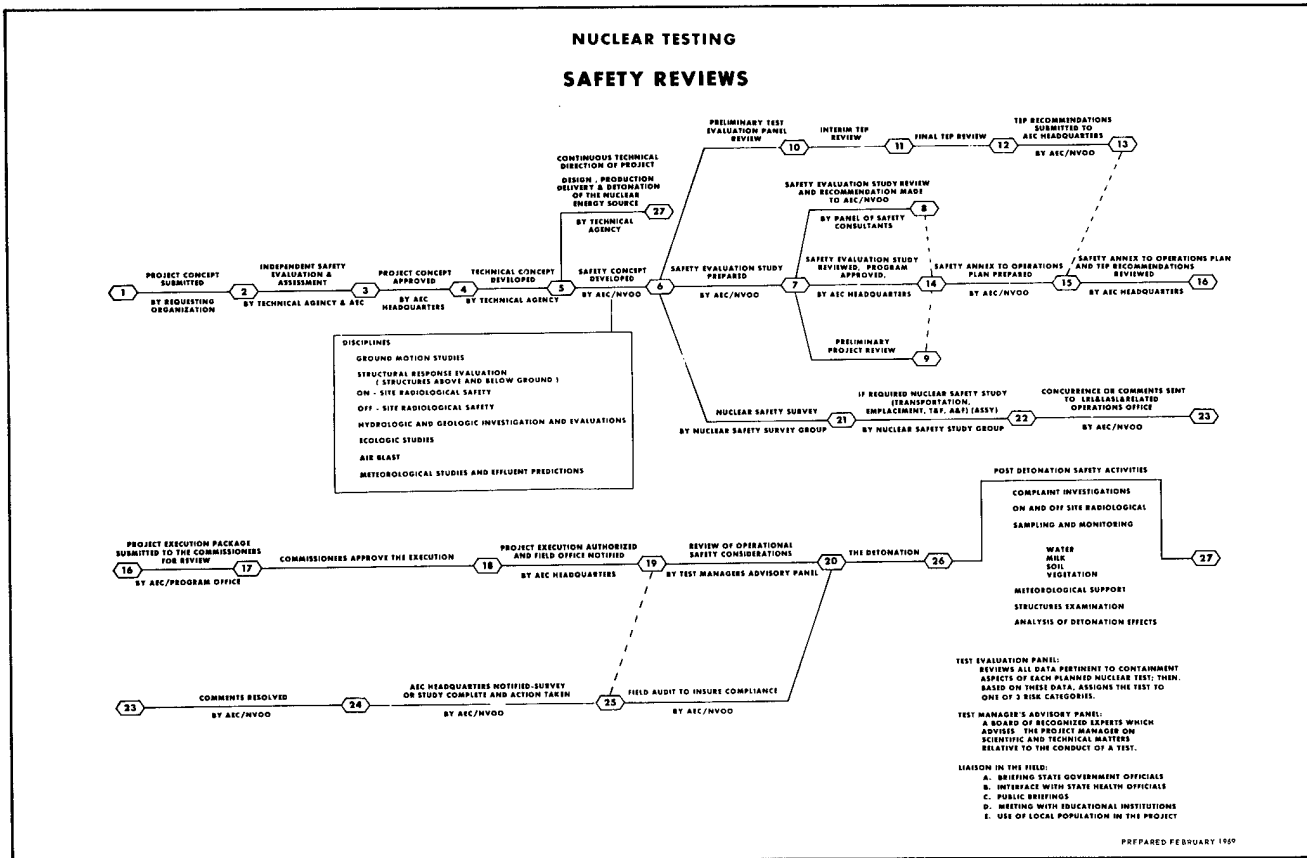 NUCLEAR TESTING
SAFETY REVIEWS
PRELIMINARY TEST
EVALUATION PANEL
REVIEW
10
INTERIM TEP
REVIEW
11
FINAL TEP REVIEW
12
TEP RECOMMENDATIONS
SUBMITTED TO
AEC HEADQUARTERS
BY AEC/NVOO
13
CONTINUOUS TECHNICAL
DIRECTION OF PROJECT
DESIGN , PRODUCTION
DELIVERY & DETONATION
OF THE NUCLEAR
ENERGY SOURCE
BY TECHNICAL
AGENCY
27
SAFETY EVALUATION STUDY REVIEW
AND RECOMMENDATION MADE
TO AEC/NVOO
BY PANEL OF SAFETY
CONSULTANTS
8
1
PROJECT CONCEPT
SUBMITTED
BY REQUESTING
ORGANIZATION
2
INDEPENDENT SAFETY
EVALUATION &
ASSESSMENT
BY TECHNICAL AGENCY & AEC
3
PROJECT CONCEPT
APPROVED
BY AEC
HEADQUARTERS
4
TECHNICAL CONCEPT
DEVELOPED
BY TECHNICAL AGENCY
5
SAFETY CONCEPT
DEVELOPED
BY AEC/NVOO
6
SAFETY EVALUATION STUDY
PREPARED
BY AEC/NVOO
7
SAFETY EVALUATION STUDY
REVIEWED, PROGRAM
APPROVED,
BY AEC HEADQUARTERS
14
SAFETY ANNEX TO OPERATIONS
PLAN PREPARED
BY AEC/NVOO
15
SAFETY ANNEX TO OPERATIONS PLAN
AND TEP RECOMMENDATIONS
REVIEWED
BY AEC HEADQUARTERS
16
PRELIMINARY
PROJECT REVIEW
9
DISCIPLINES
GROUND MOTION STUDIES
STRUCTURAL RESPONSE EVALUATION
( STRUCTURES ABOVE AND BELOW GROUND )
ON - SITE RADIOLOGICAL SAFETY
OFF - SITE RADIOLOGICAL SAFETY
HYDROLOGIC AND GEOLOGIC INVESTIGATION AND EVALUATIONS
ECOLOGIC STUDIES
AIR BLAST
METEOROLOGICAL STUDIES AND EFFLUENT PREDICTIONS
NUCLEAR SAFETY SURVEY
BY NUCLEAR SAFETY SURVEY GROUP
21
IF REQUIRED NUCLEAR SAFETY STUDY
(TRANSPORTATION,
EMPLACEMENT, T&F, A&F) (ASSY)
BY NUCLEAR SAFETY STUDY GROUP
22
CONCURRENCE OR COMMENTS SENT
TO LRL&LASL&RELATED
OPERATIONS OFFICE
BY AEC/NVOO
23
16
PROJECT EXECUTION PACKAGE
SUBMITTED TO THE COMMISSIONERS
FOR REVIEW
BY AEC/PROGRAM OFFICE
17
COMMISSIONERS APPROVE THE EXECUTION
18
PROJECT EXECUTION AUTHORIZED
AND FIELD OFFICE NOTIFIED
BY AEC HEADQUARTERS
19
REVIEW OF OPERATIONAL
SAFETY CONSIDERATIONS
BY TEST MANAGERS ADVISORY PANEL
20
THE DETONATION
26
POST DETONATION SAFETY ACTIVITIES
COMPLAINT INVESTIGATIONS
ON AND OFF SITE RADIOLOGICAL
SAMPLING AND MONITORING
WATER
MILK
SOIL
VEGETATION
METEOROLOGICAL SUPPORT
STRUCTURES EXAMINATION
ANALYSIS OF DETONATION EFFECTS
27
23
COMMENTS RESOLVED
BY AEC/NVOO
24
AEC HEADQUARTERS NOTIFIED-SURVEY
OR STUDY COMPLETE AND ACTION TAKEN
BY AEC/NVOO
25
FIELD AUDIT TO INSURE COMPLIANCE
BY AEC/NVOO
TEST EVALUATION PANEL:
REVIEWS ALL DATA PERTINENT TO CONTAINMENT
ASPECTS OF EACH PLANNED NUCLEAR TEST; THEN.
BASED ON THESE DATA, ASSIGNS THE TEST TO
ONE OF 3 RISK CATEGORIES.
TEST MANAGER'S ADVISORY PANEL:
A BOARD OF RECOGNIZED EXPERTS WHICH
ADVISES THE PROJECT MANAGER ON
SCIENTIFIC AND TECHNICAL MATTERS
RELATIVE TO THE CONDUCT OF A TEST.
LIAISON IN THE FIELD:
A. BRIEFING STATE GOVERNMENT OFFICIALS
B. INTERFACE WITH STATE HEALTH OFFICIALS
C. PUBLIC BRIEFINGS
D. MEETING WITH EDUCATIONAL INSTITUTIONS
E. USE OF LOCAL POPULATION IN THE PROJECT
PREPARED FEBRUARY 1969